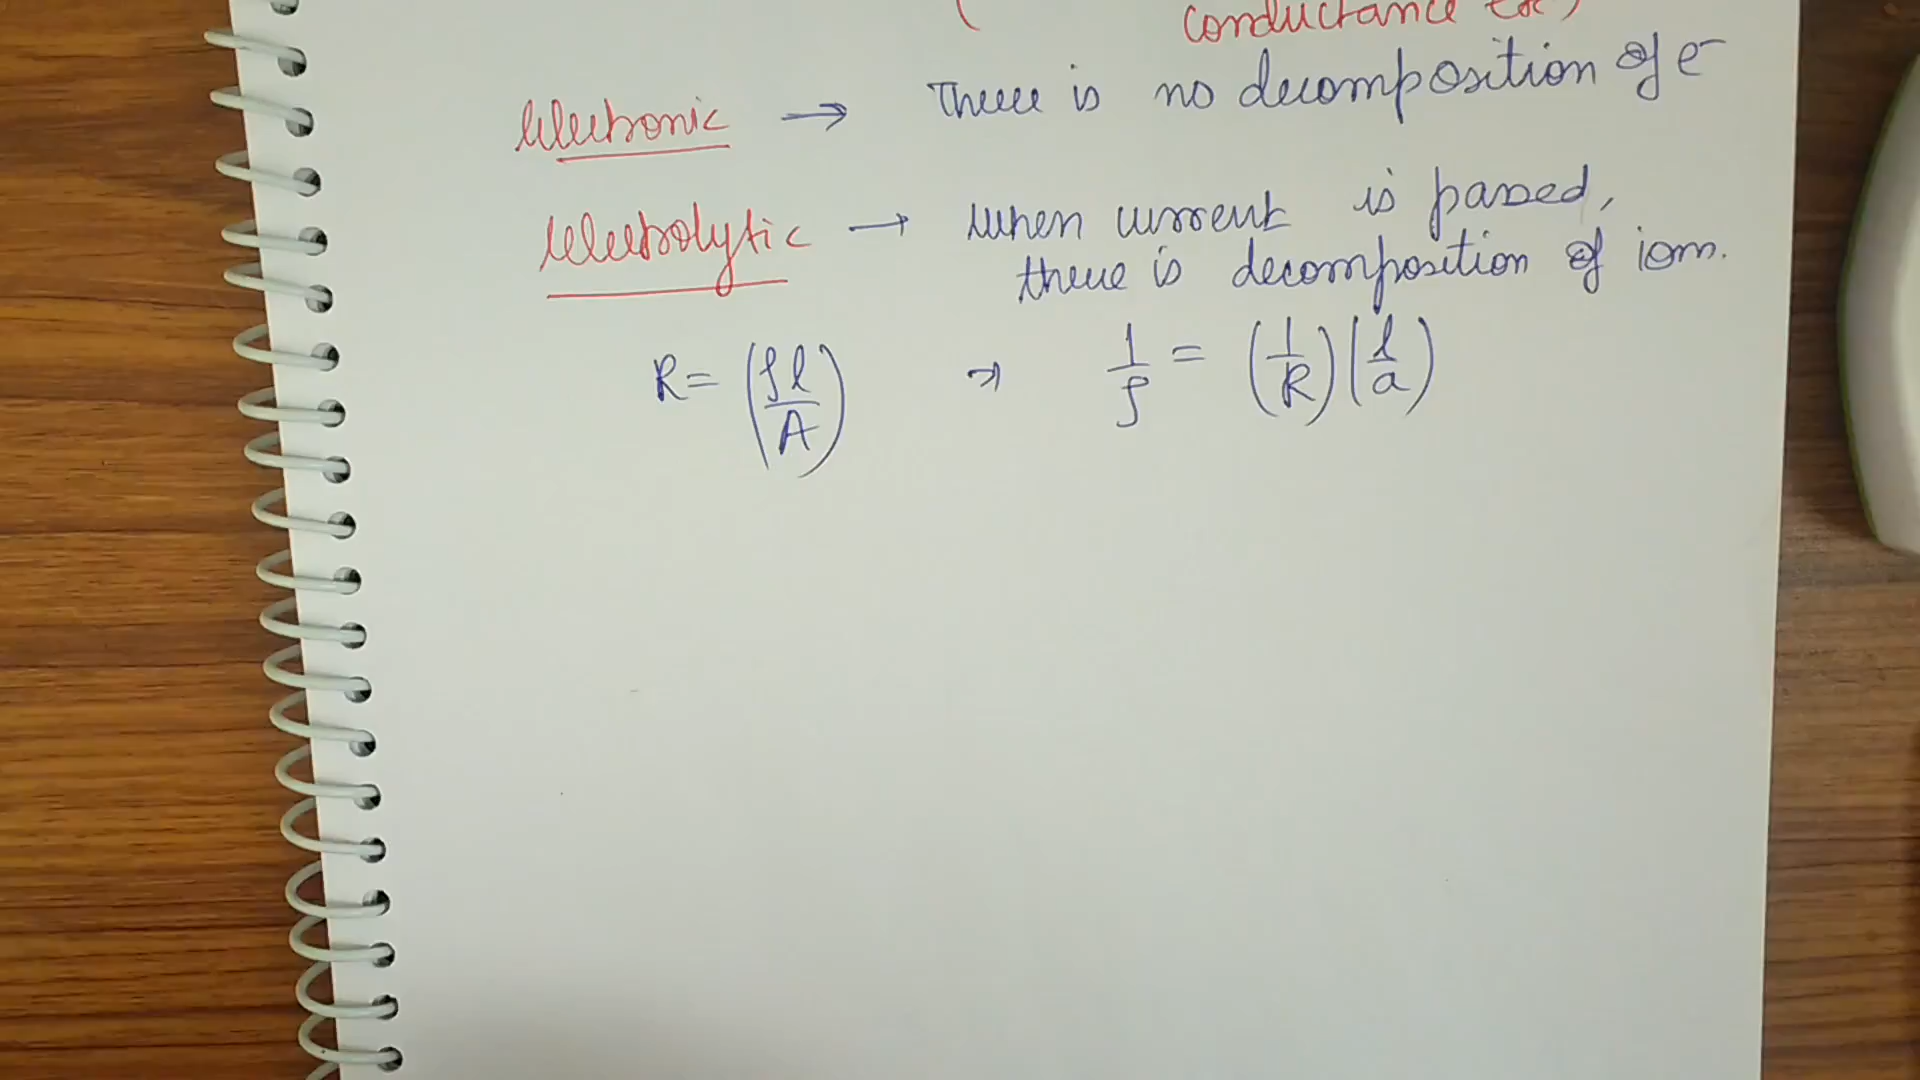 conductance
Electronic → There is no decomposition of e⁻
Electrolytic → when current is passed,
there is decomposition of ions.
R = (ρl/A) ⇒ 1/ρ = (1/R)(l/a)